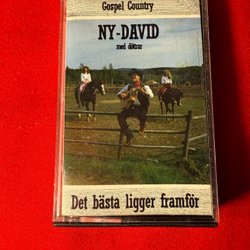 Gospel Country
NY-DAVID
med döttrar
Det bästa ligger framför